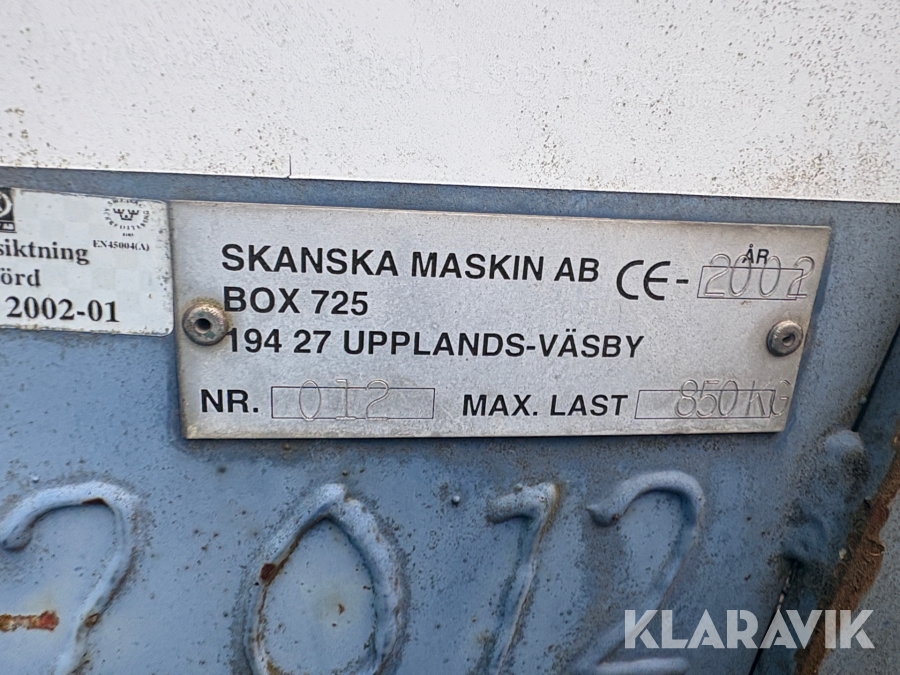 SKANSKA MASKIN AB CE - ÅR 2002
BOX 725
194 27 UPPLANDS-VÄSBY
NR. 012 MAX. LAST 850 KG
EN45004(A)
siktning
örd
2002-01
2012
KLARAVIK